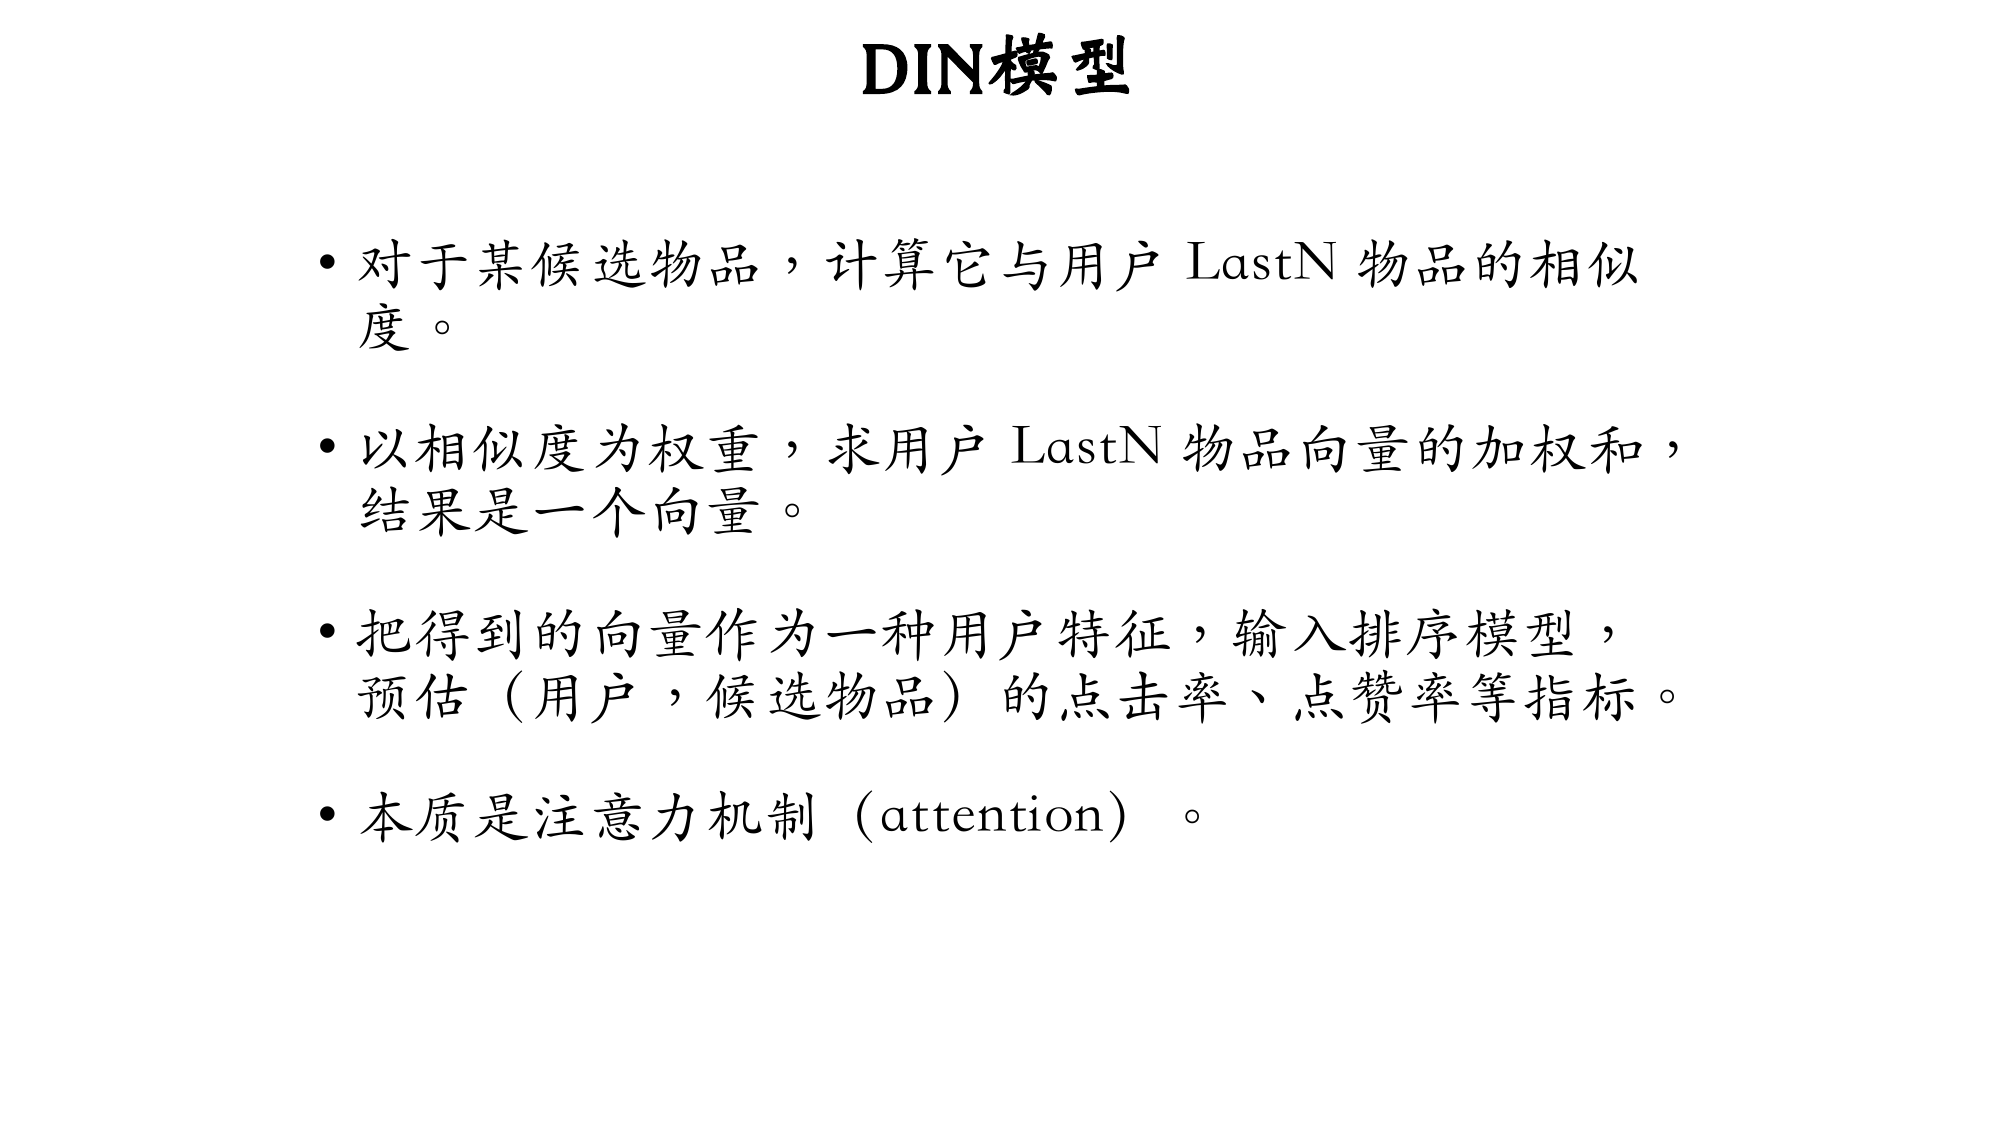 DIN模型
• 对于某候选物品，计算它与用户 LastN 物品的相似
度。
• 以相似度为权重，求用户 LastN 物品向量的加权和，
结果是一个向量。
• 把得到的向量作为一种用户特征，输入排序模型，
预估（用户，候选物品）的点击率、点赞率等指标。
• 本质是注意力机制（attention）。